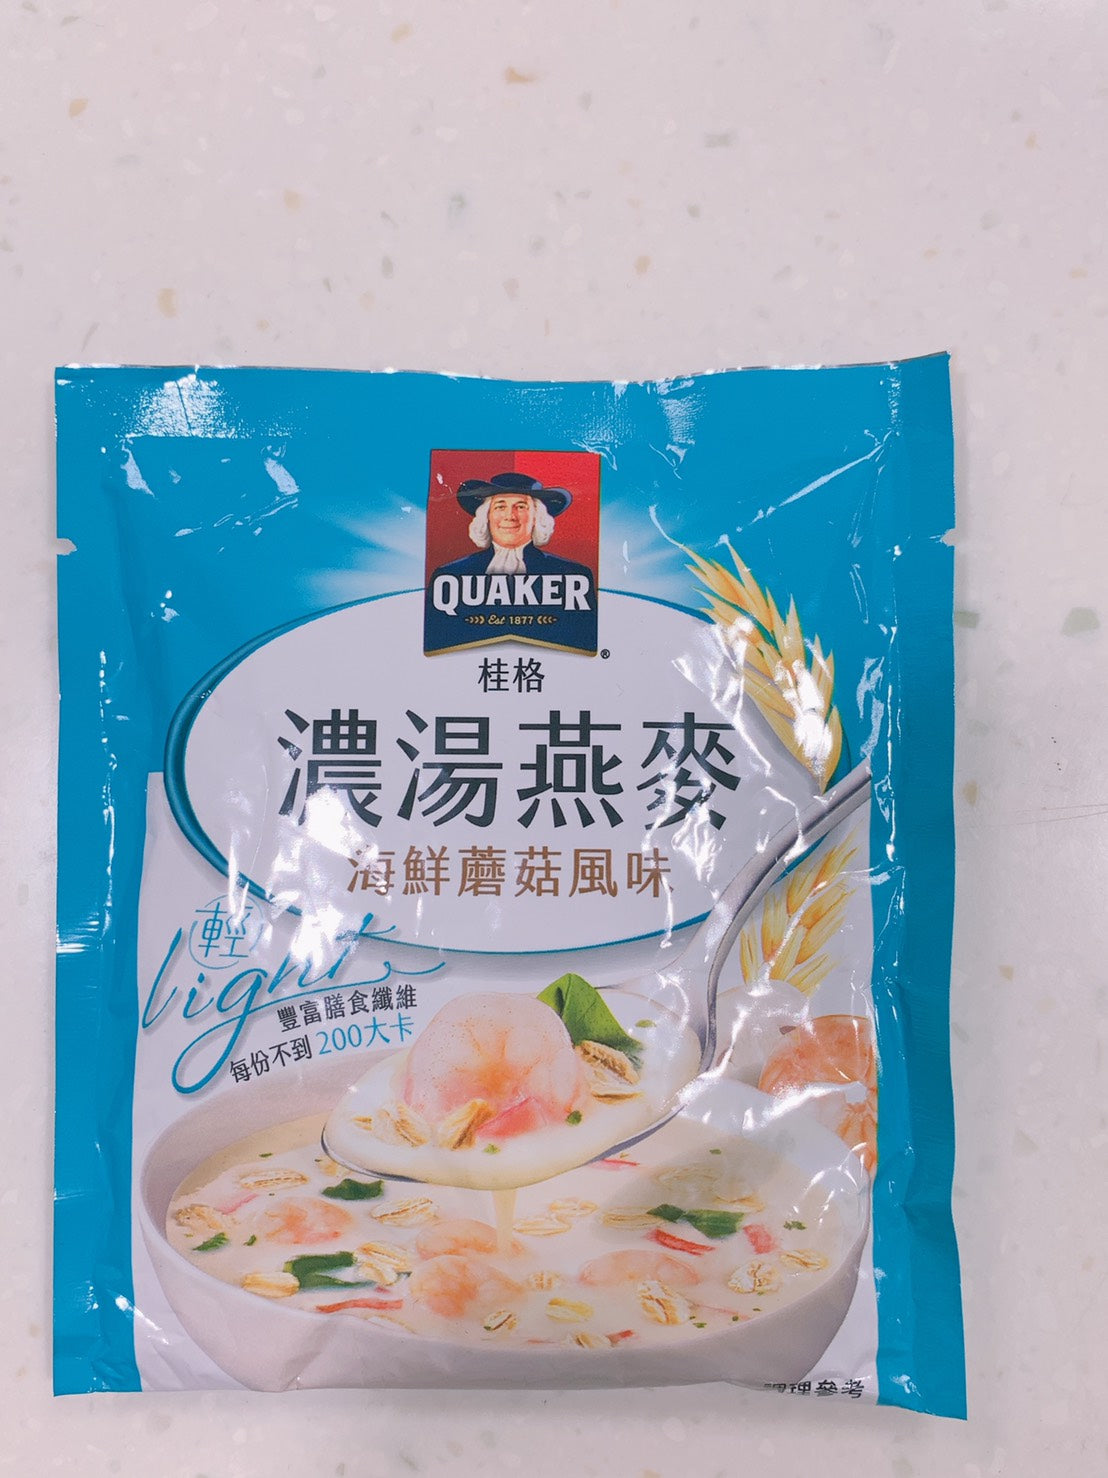 QUAKER
Est 1877
®
桂格
濃湯燕麥
海鮮蘑菇風味
輕
light
豐富膳食纖維
每份不到200大卡
調理參考